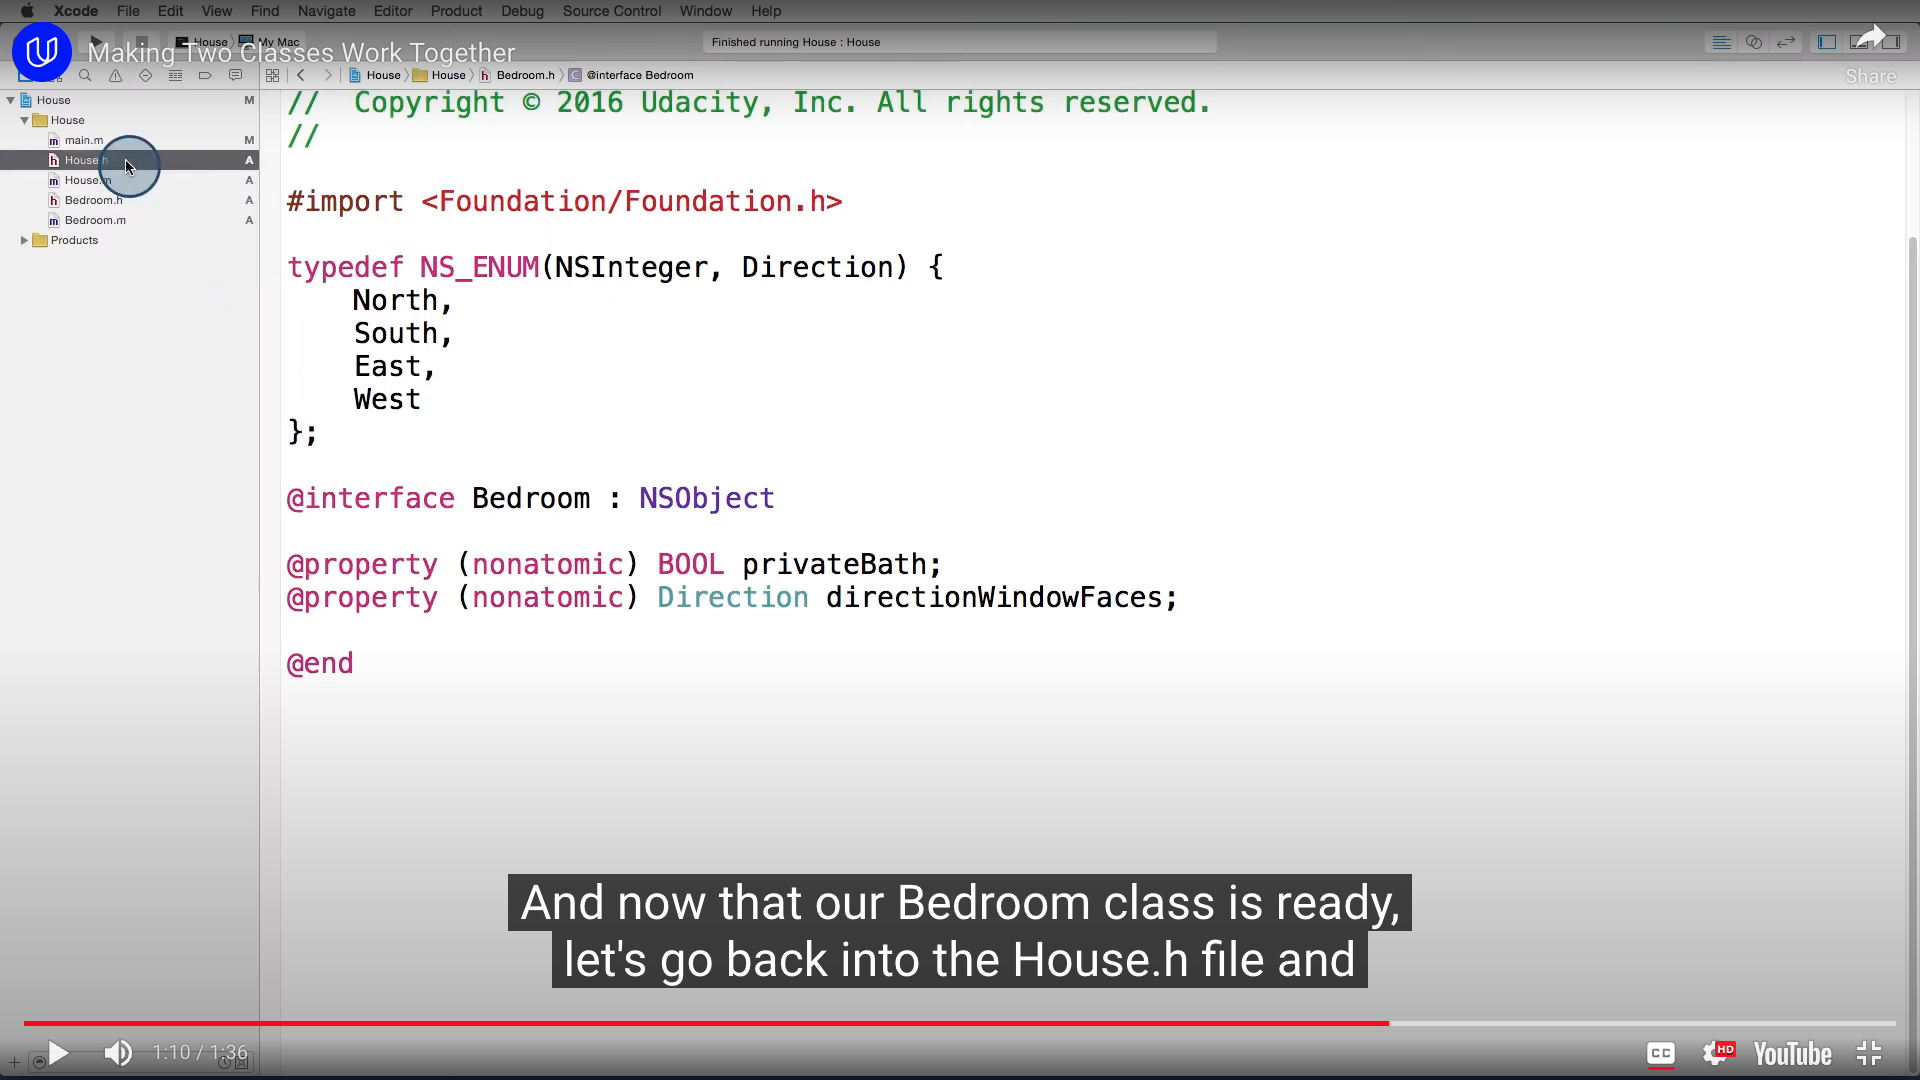 Xcode File Edit View Find Navigate Editor Product Debug Source Control Window Help
House My Mac
Finished running House : House
Making Two Classes Work Together
Share
House House Bedroom.h C @interface Bedroom
House M
House
m main.m M
h House.h A
m House.m A
h Bedroom.h A
m Bedroom.m A
Products
// Copyright © 2016 Udacity, Inc. All rights reserved.
//
#import <Foundation/Foundation.h>
typedef NS_ENUM(NSInteger, Direction) {
North,
South,
East,
West
};
@interface Bedroom : NSObject
@property (nonatomic) BOOL privateBath;
@property (nonatomic) Direction directionWindowFaces;
@end
And now that our Bedroom class is ready,
let's go back into the House.h file and
1:10 / 1:36
CC HD YouTube